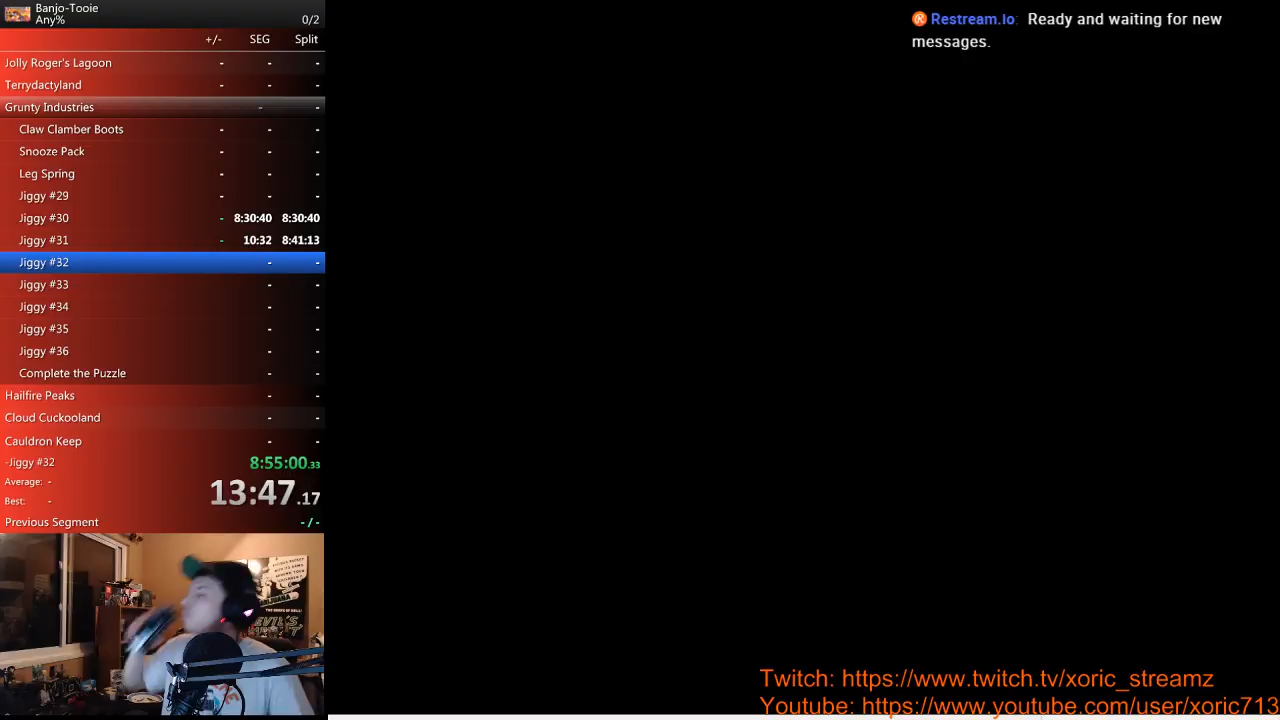 Banjo-Tooie
Any%
0/2
+/- SEG Split
Jolly Roger's Lagoon - - -
Terrydactyland - - -
Grunty Industries - -
Claw Clamber Boots - - -
Snooze Pack - - -
Leg Spring - - -
Jiggy #29 - - -
Jiggy #30 - 8:30:40 8:30:40
Jiggy #31 - 10:32 8:41:13
Jiggy #32 - -
Jiggy #33 - -
Jiggy #34 - -
Jiggy #35 - -
Jiggy #36 - -
Complete the Puzzle - -
Hailfire Peaks - -
Cloud Cuckooland - -
Cauldron Keep - -
-Jiggy #32 8:55:00.33
Average: -
Best: -
13:47.17
Previous Segment -/-
Restream.io: Ready and waiting for new
messages.
Twitch: https://www.twitch.tv/xoric_streamz
Youtube: https://www.youtube.com/user/xoric713